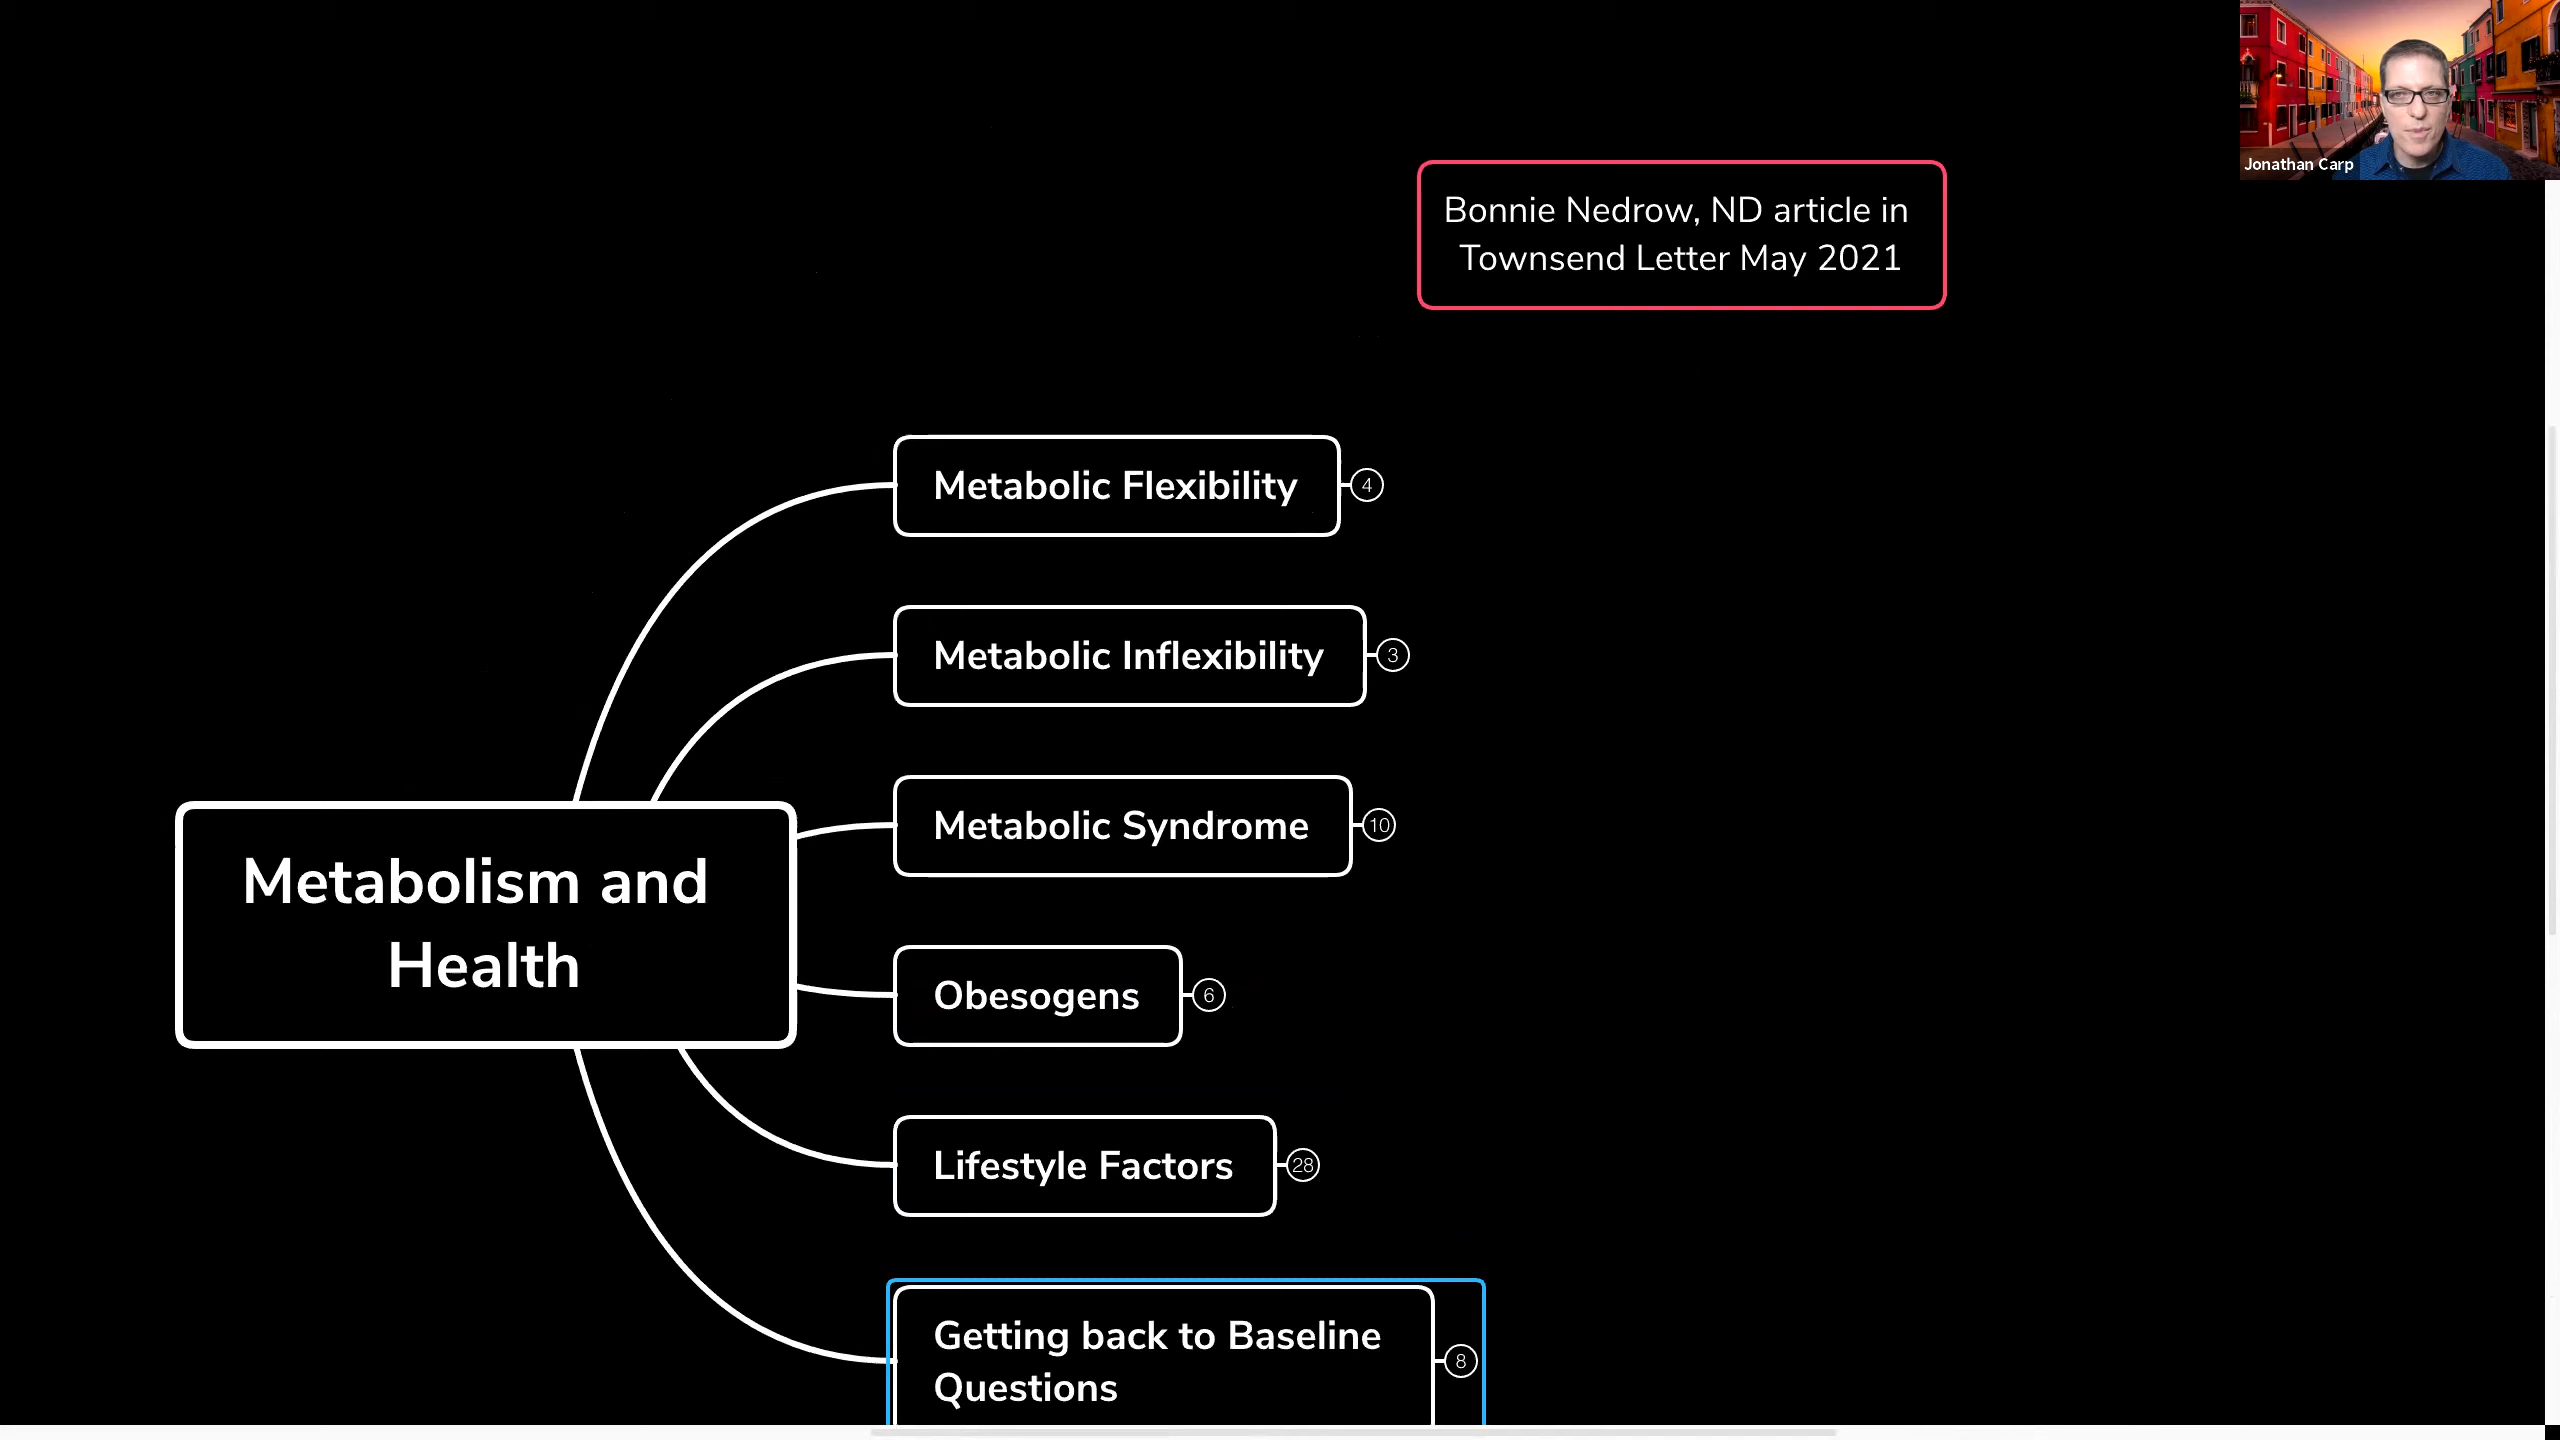 Jonathan Carp
Bonnie Nedrow, ND article in
Townsend Letter May 2021
Metabolic Flexibility
4
Metabolic Inflexibility
3
Metabolic Syndrome
10
Metabolism and
Health
Obesogens
6
Lifestyle Factors
28
Getting back to Baseline
Questions
8